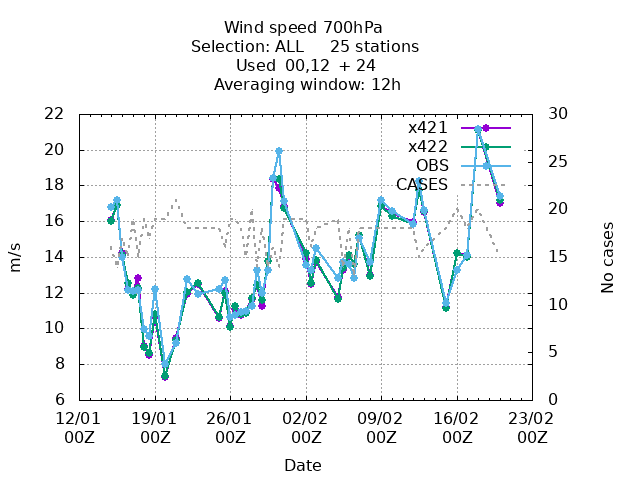 Wind speed 700hPa
Selection: ALL 25 stations
Used 00,12 + 24
Averaging window: 12h
22
20
18
16
14
12
10
8
6
30
25
20
15
10
5
0
m/s
No cases
x421
x422
OBS
CASES
12/01 19/01 26/01 02/02 09/02 16/02 23/02
00Z 00Z 00Z 00Z 00Z 00Z 00Z
Date